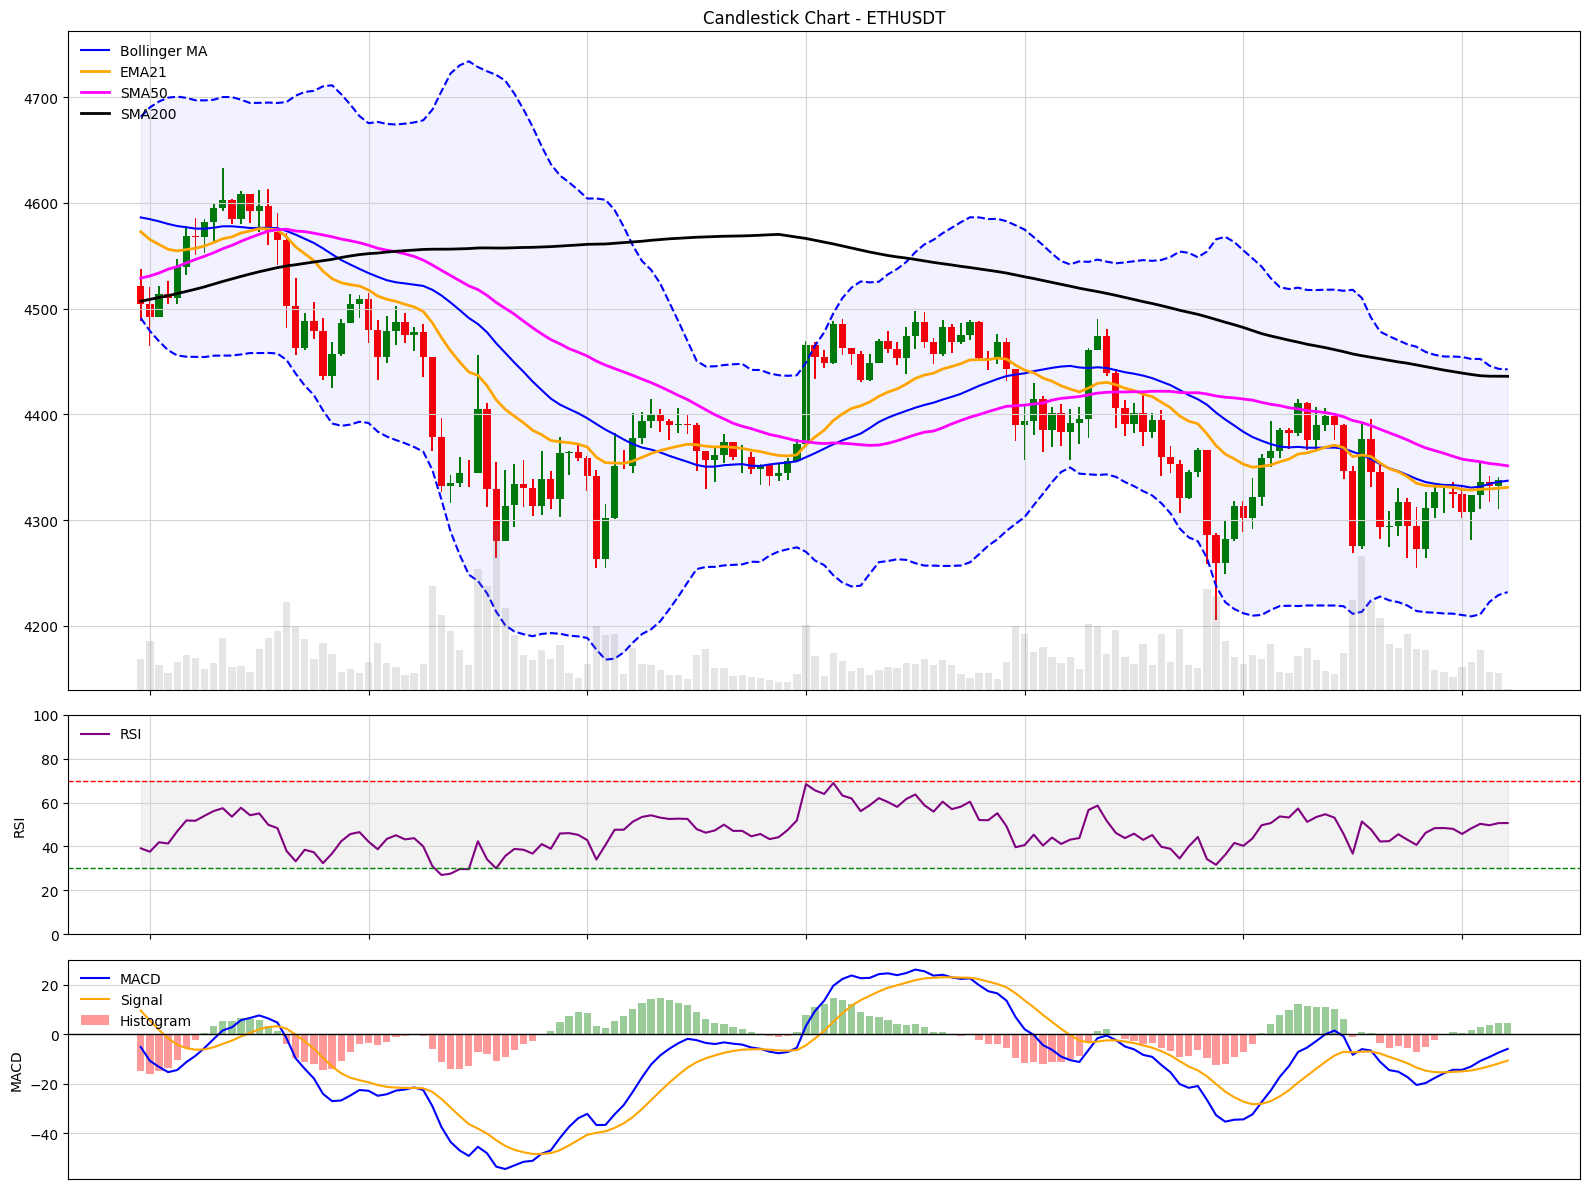 Candlestick Chart - ETHUSDT
Bollinger MA
EMA21
SMA50
SMA200
4700
4600
4500
4400
4300
4200
RSI
100
80
60
40
20
0
RSI
MACD
Signal
Histogram
20
0
−20
−40
MACD